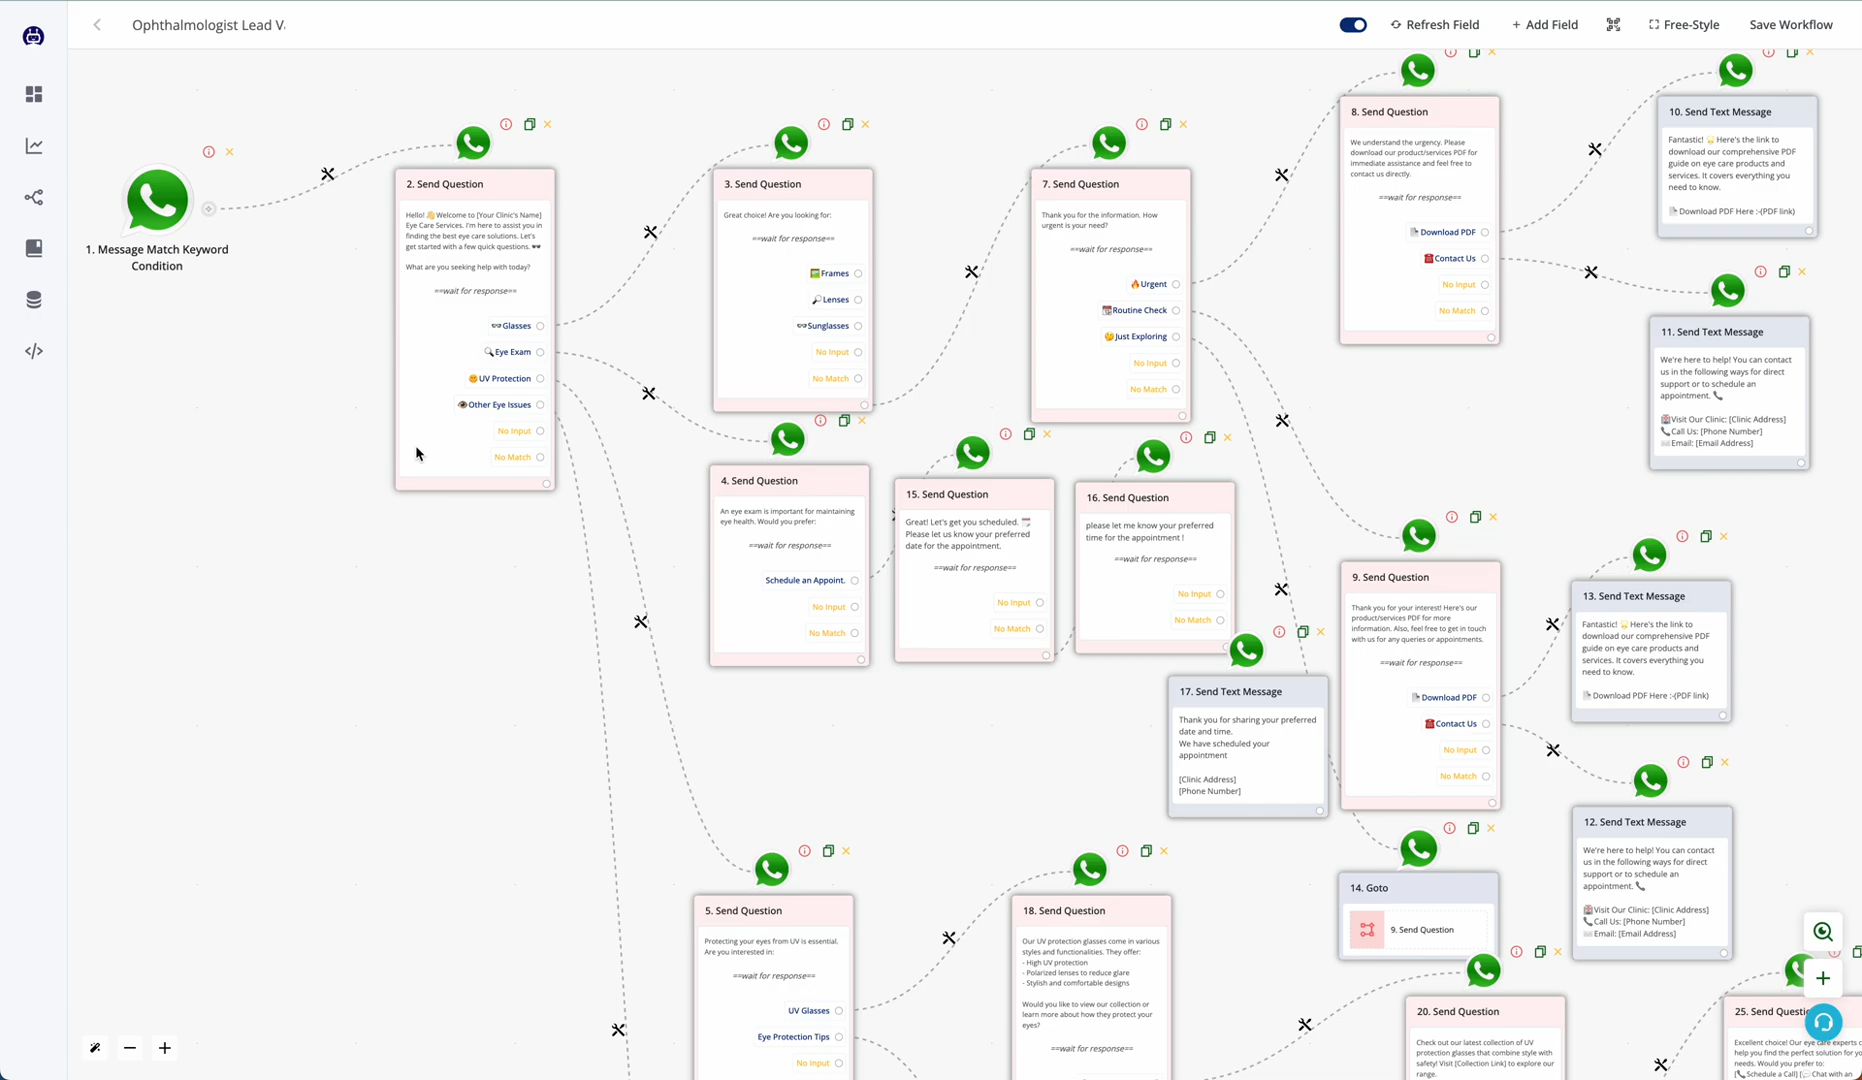 Ophthalmologist Lead V
Refresh Field
+ Add Field
Free-Style
Save Workflow
1. Message Match Keyword
Condition
2. Send Question
Hello! 👋 Welcome to [Your Clinic's Name]
Eye Care Services. I'm here to assist you in
finding the best eye care solutions. Let's
get started with a few quick questions. 🕶️
What are you seeking help with today?
==wait for response==
👓Glasses
🔍Eye Exam
🌞UV Protection
👁️Other Eye Issues
No Input
No Match
3. Send Question
Great choice! Are you looking for:
==wait for response==
🖼️Frames
🔎Lenses
🕶️Sunglasses
No Input
No Match
7. Send Question
Thank you for the information. How
urgent is your need?
==wait for response==
🔥Urgent
📆Routine Check
🤔Just Exploring
No Input
No Match
8. Send Question
We understand the urgency. Please
download our product/services PDF for
immediate assistance and feel free to
contact us directly.
==wait for response==
📄Download PDF
☎️Contact Us
No Input
No Match
10. Send Text Message
Fantastic! 🌟 Here's the link to
download our comprehensive PDF
guide on eye care products and
services. It covers everything you
need to know.
📄Download PDF Here :-(PDF link)
11. Send Text Message
We're here to help! You can contact
us in the following ways for direct
support or to schedule an
appointment. 📞
🏥Visit Our Clinic: [Clinic Address]
📞Call Us: [Phone Number]
✉️Email: [Email Address]
4. Send Question
An eye exam is important for maintaining
eye health. Would you prefer:
==wait for response==
Schedule an Appoint.
No Input
No Match
15. Send Question
Great! Let's get you scheduled. 📆
Please let us know your preferred
date for the appointment.
==wait for response==
No Input
No Match
16. Send Question
please let me know your preferred
time for the appointment !
==wait for response==
No Input
No Match
17. Send Text Message
Thank you for sharing your preferred
date and time.
We have scheduled your
appointment
[Clinic Address]
[Phone Number]
9. Send Question
Thank you for your interest! Here's our
product/services PDF for more
information. Also, feel free to get in touch
with us for any queries or appointments.
==wait for response==
📄Download PDF
☎️Contact Us
No Input
No Match
13. Send Text Message
Fantastic! 🌟 Here's the link to
download our comprehensive PDF
guide on eye care products and
services. It covers everything you
need to know.
📄Download PDF Here :-(PDF link)
12. Send Text Message
We're here to help! You can contact
us in the following ways for direct
support or to schedule an
appointment. 📞
🏥Visit Our Clinic: [Clinic Address]
📞Call Us: [Phone Number]
✉️Email: [Email Address]
14. Goto
9. Send Question
5. Send Question
Protecting your eyes from UV is essential.
Are you interested in:
==wait for response==
UV Glasses
Eye Protection Tips
No Input
18. Send Question
Our UV protection glasses come in various
styles and functionalities. They offer:
- High UV protection
- Polarized lenses to reduce glare
- Stylish and comfortable designs
Would you like to view our collection or
learn more about how they protect your
eyes?
==wait for response==
20. Send Question
Check out our latest collection of UV
protection glasses that combine style with
safety! Visit [Collection Link] to explore our
range.
25. Send Questio
Excellent choice! Our eye care experts c
help you find the perfect solution for yo
needs. Would you prefer to:
[📞Schedule a Call] [💬Chat with an